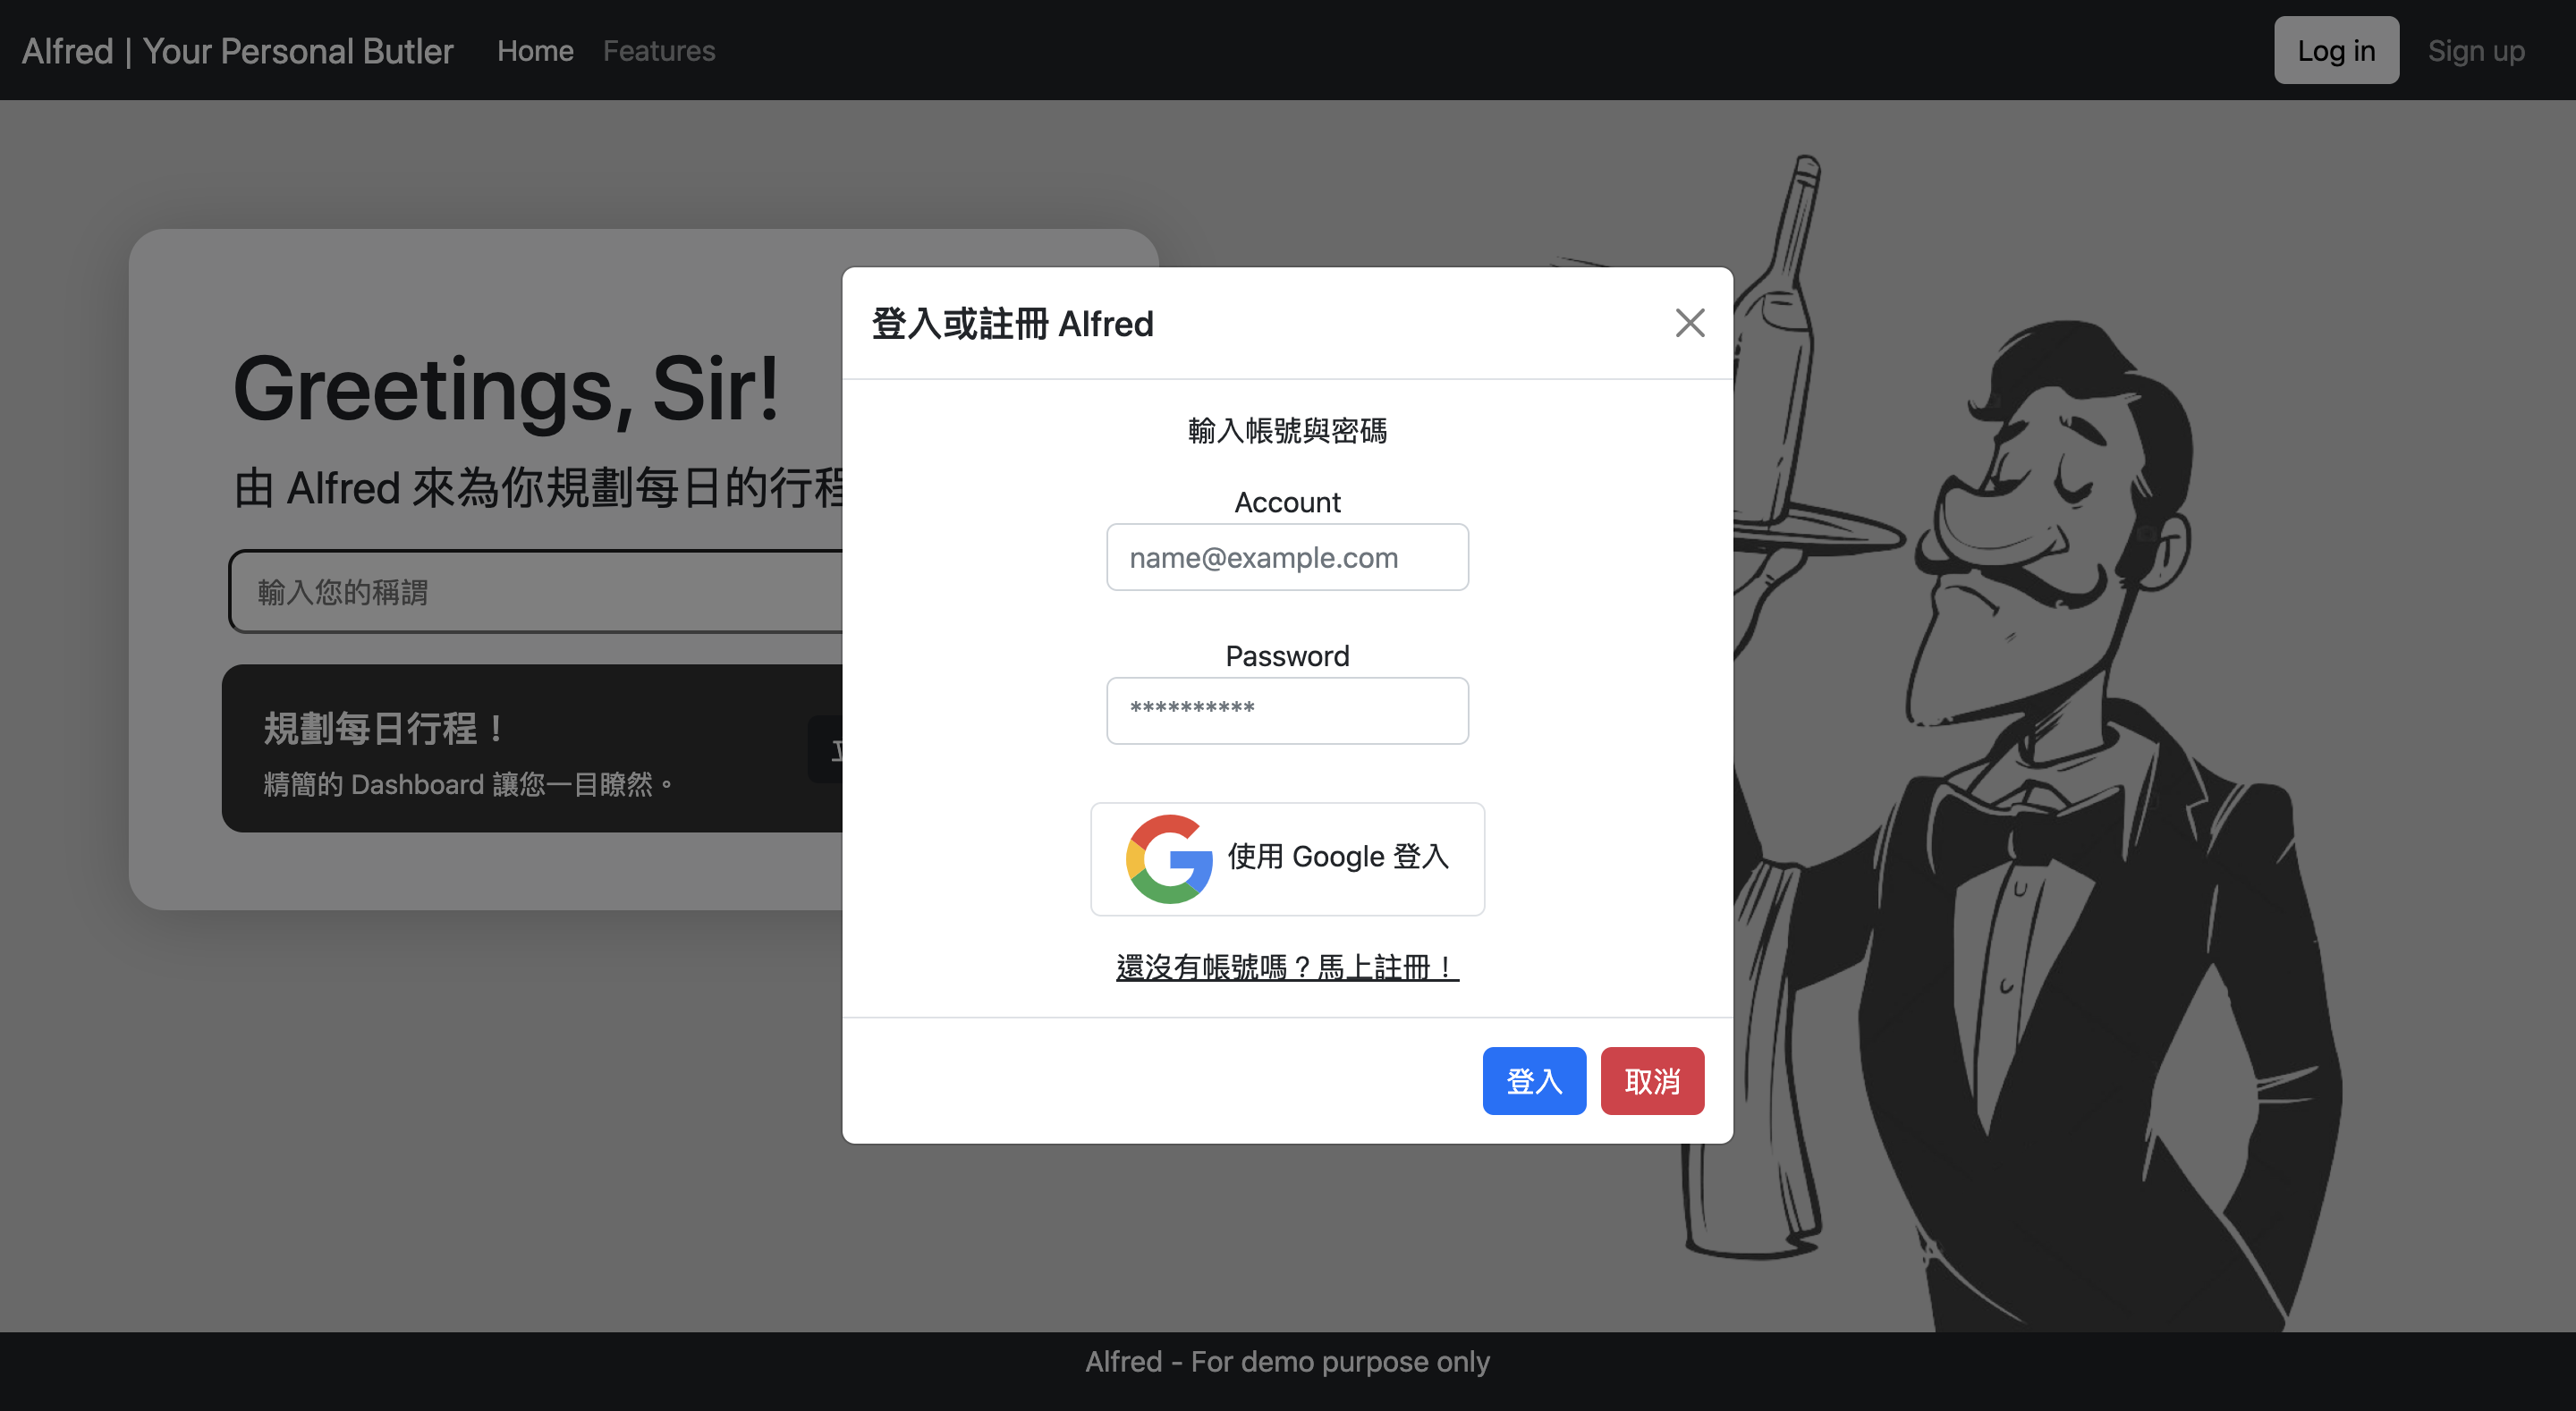 Alfred | Your Personal Butler Home Features Log in Sign up
Greetings, Sir!
由 Alfred 來為你規劃每日的行程
輸入您的稱謂
規劃每日行程！
精簡的 Dashboard 讓您一目瞭然。
登入或註冊 Alfred
輸入帳號與密碼
Account
name@example.com
Password
**********
使用 Google 登入
還沒有帳號嗎？馬上註冊！
登入 取消
Alfred - For demo purpose only